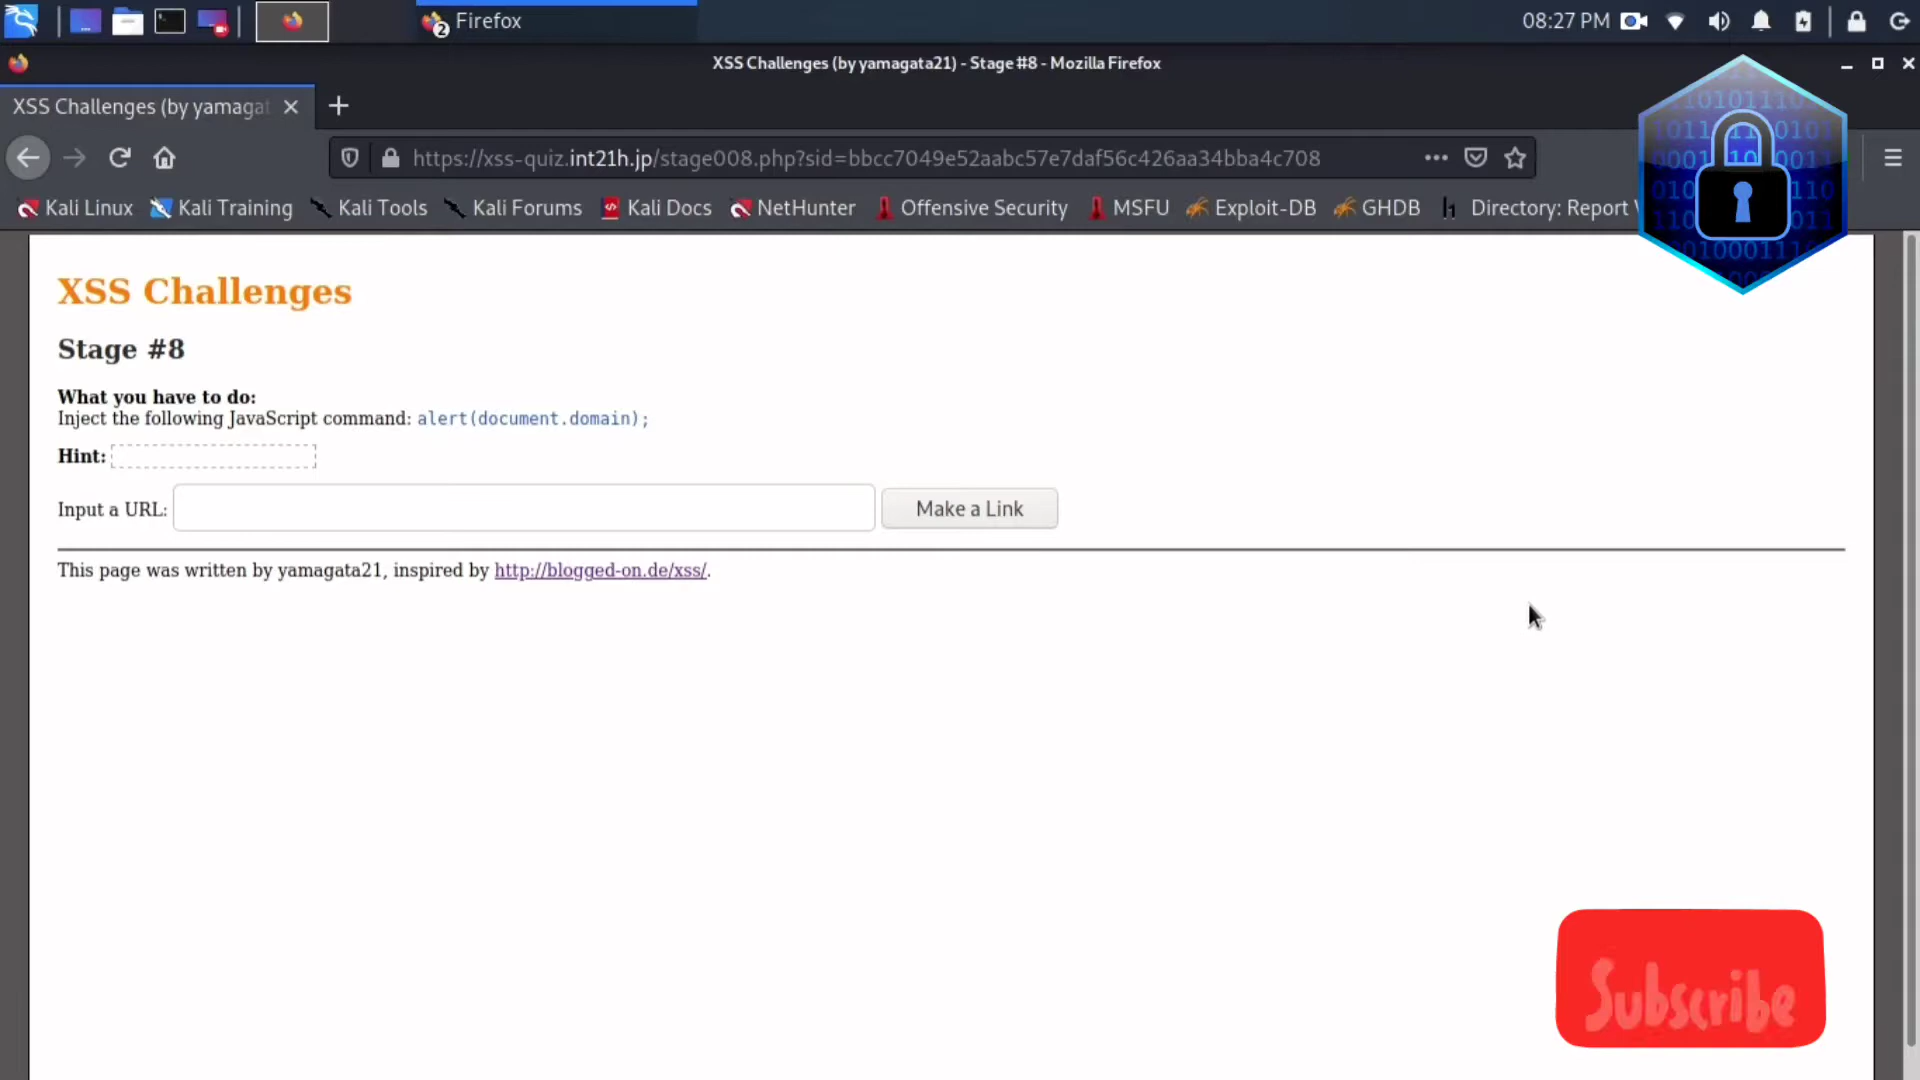 Firefox
2
08:27 PM
XSS Challenges (by yamagata21) - Stage #8 - Mozilla Firefox
XSS Challenges (by yamagat
https://xss-quiz.int21h.jp/stage008.php?sid=bbcc7049e52aabc57e7daf56c426aa34bba4c708
Kali Linux Kali Training Kali Tools Kali Forums Kali Docs NetHunter Offensive Security MSFU Exploit-DB GHDB Directory: Report
XSS Challenges
Stage #8
What you have to do:
Inject the following JavaScript command: alert(document.domain);
Hint:
Input a URL: Make a Link
This page was written by yamagata21, inspired by http://blogged-on.de/xss/.
Subscribe